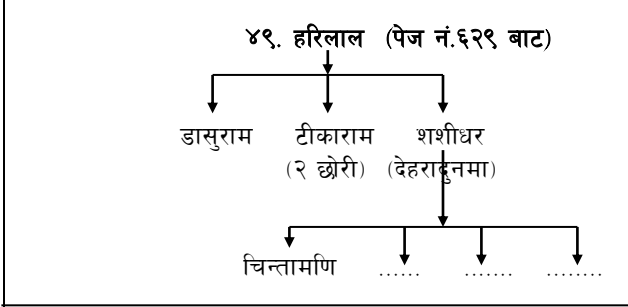 ४९. हरिलाल (पेज नं.६२९ बाट)
डासुराम टीकाराम शशीधर
(२ छोरी) (देहरादुनमा)
चिन्तामणि ...... ....... ........